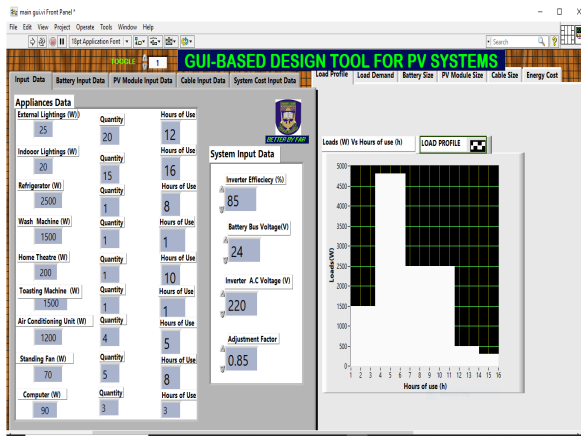 main gui.vi Front Panel *
File Edit View Project Operate Tools Window Help
18pt Application Font
Search
TOGGLE 1
GUI-BASED DESIGN TOOL FOR PV SYSTEMS
Input Data Battery Input Data PV Module Input Data Cable Input Data System Cost Input Data
Load Profile Load Demand Battery Size PV Module Size Cable Size Energy Cost
Appliances Data
External Lightings (W)) Quantity Hours of Use
25 20 12
Indooor Lightings (W) Quantity Hours of Use
20 15 16
Refrigerator (W) Quantity Hours of Use
2500 1 8
Wash Machine (W) Quantity Hours of Use
1500 1 1
Home Theatre (W) Quantity Hours of Use
200 1 10
Toasting Machine (W) Quantity Hours of Use
1500 1 1
Air Conditioning Unit (W) Quantity Hours of Use
1200 4 5
Standing Fan (W) Quantity Hours of Use
70 5 8
Computer (W) Quantity Hours of Use
90 3 3
BETTER BY FAR
System Input Data
Inverter Effieciecy (%)
85
Battery Bus Voltage(V)
24
Inverter A.C Voltage (V)
220
Adjustment Factor
0.85
Loads (W) Vs Hours of use (h) LOAD PROFILE
Loads(W)
5000
4500
4000
3500
3000
2500
2000
1500
1000
500
0
1 2 3 4 5 6 7 8 9 10 11 12 13 14 15 16
Hours of use (h)